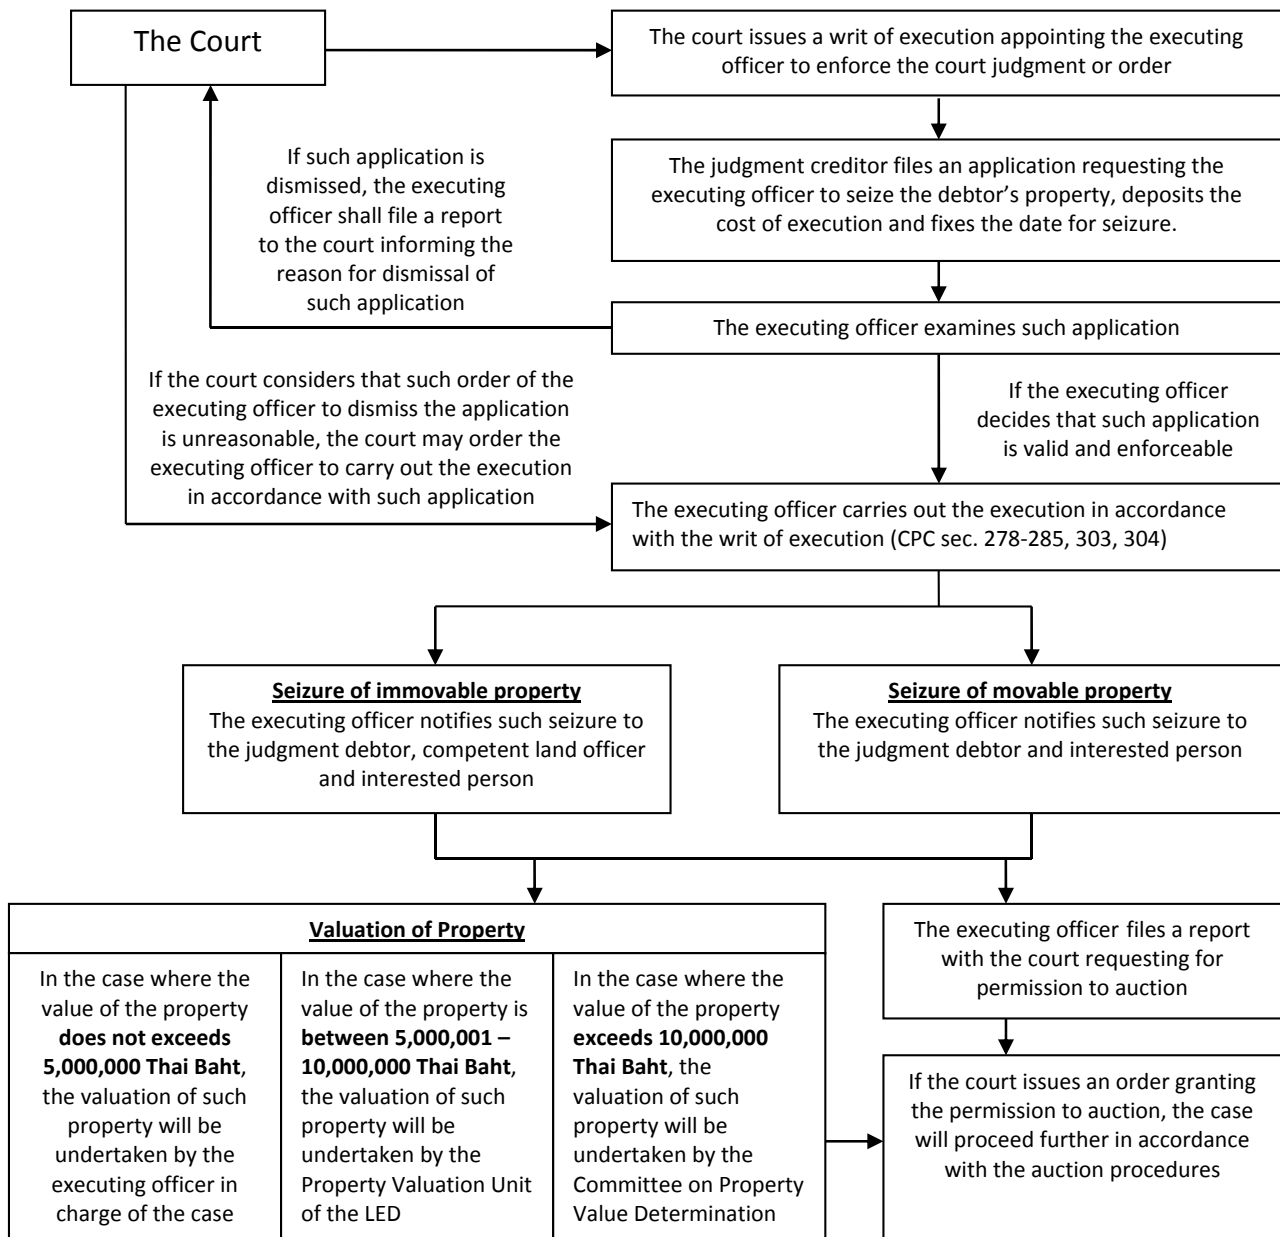 The Court
The court issues a writ of execution appointing the executing
officer to enforce the court judgment or order
If such application is
dismissed, the executing
officer shall file a report
to the court informing the
reason for dismissal of
such application
The judgment creditor files an application requesting the
executing officer to seize the debtor’s property, deposits the
cost of execution and fixes the date for seizure.
The executing officer examines such application
If the court considers that such order of the
executing officer to dismiss the application
is unreasonable, the court may order the
executing officer to carry out the execution
in accordance with such application
If the executing officer
decides that such application
is valid and enforceable
The executing officer carries out the execution in accordance
with the writ of execution (CPC sec. 278-285, 303, 304)
Seizure of immovable property
The executing officer notifies such seizure to
the judgment debtor, competent land officer
and interested person
Seizure of movable property
The executing officer notifies such seizure to
the judgment debtor and interested person
Valuation of Property
In the case where the
value of the property
does not exceeds
5,000,000 Thai Baht,
the valuation of such
property will be
undertaken by the
executing officer in
charge of the case
In the case where the
value of the property is
between 5,000,001 –
10,000,000 Thai Baht,
the valuation of such
property will be
undertaken by the
Property Valuation Unit
of the LED
In the case where the
value of the property
exceeds 10,000,000
Thai Baht, the
valuation of such
property will be
undertaken by the
Committee on Property
Value Determination
The executing officer files a report
with the court requesting for
permission to auction
If the court issues an order granting
the permission to auction, the case
will proceed further in accordance
with the auction procedures